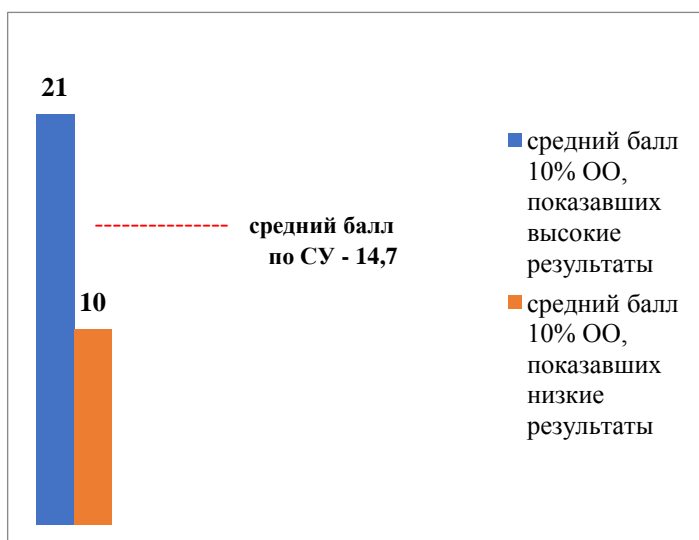 21
10
средний балл
по СУ - 14,7
средний балл
10% ОО,
показавших
высокие
результаты
средний балл
10% ОО,
показавших
низкие
результаты